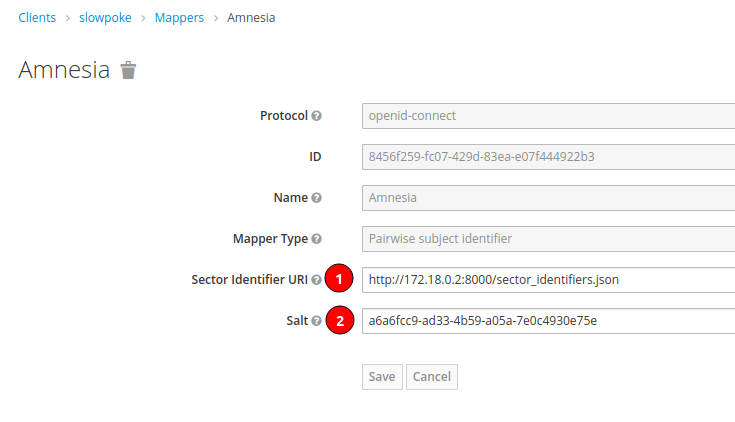 Clients > slowpoke > Mappers > Amnesia
Amnesia
Protocol openid-connect
ID 8456f259-fc07-429d-83ea-e07f444922b3
Name Amnesia
Mapper Type Pairwise subject identifier
Sector Identifier URI 1 http://172.18.0.2:8000/sector_identifiers.json
Salt 2 a6a6fcc9-ad33-4b59-a05a-7e0c4930e75e
Save Cancel